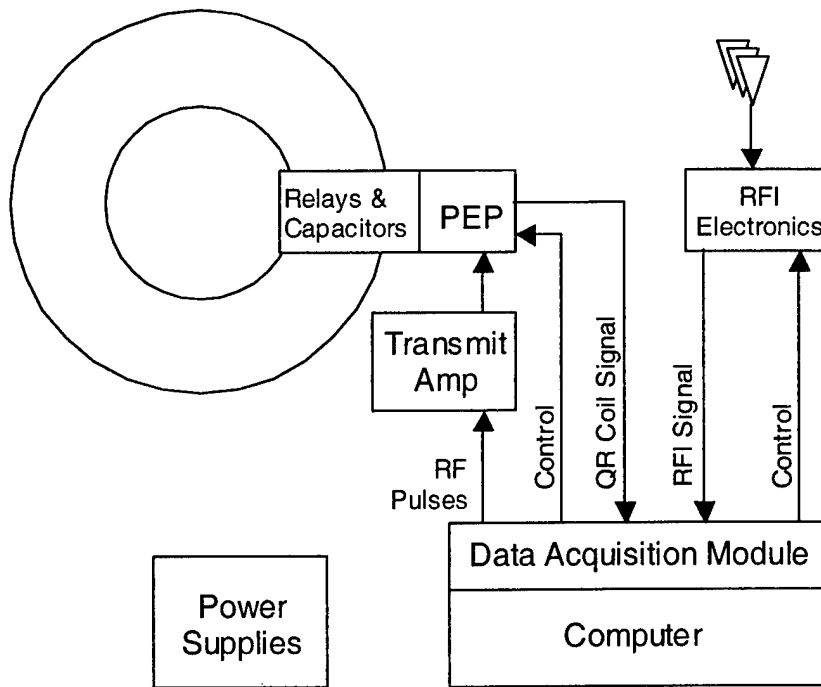 Relays &
Capacitors
PEP
RFI
Electronics
Transmit
Amp
RF
Pulses
Control
QR Coil Signal
RFI Signal
Control
Data Acquisition Module
Power
Supplies
Computer